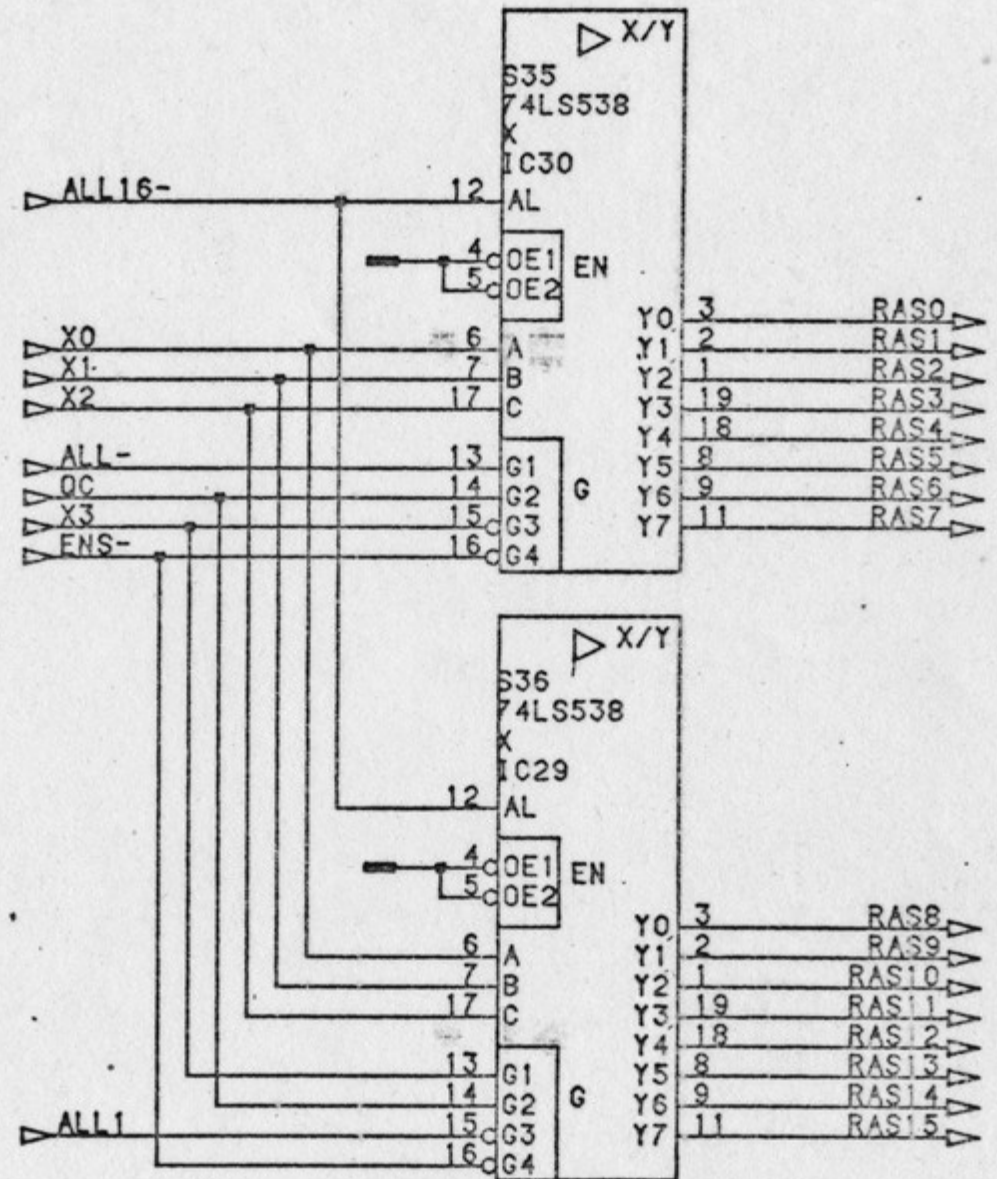 X/Y
S35
74LS538
X
IC30
ALL16- 12 AL
4 OE1 EN
5 OE2
Y0 3 RAS0
X0 6 A Y1 2 RAS1
X1 7 B Y2 1 RAS2
X2 17 C Y3 19 RAS3
Y4 18 RAS4
ALL- 13 G1 Y5 8 RAS5
QC 14 G2 G Y6 9 RAS6
X3 15 G3 Y7 11 RAS7
ENS- 16 G4
X/Y
S36
74LS538
X
IC29
12 AL
4 OE1 EN
5 OE2
Y0 3 RAS8
6 A Y1 2 RAS9
7 B Y2 1 RAS10
17 C Y3 19 RAS11
Y4 18 RAS12
13 G1 Y5 8 RAS13
14 G2 G Y6 9 RAS14
ALL1 15 G3 Y7 11 RAS15
16 G4